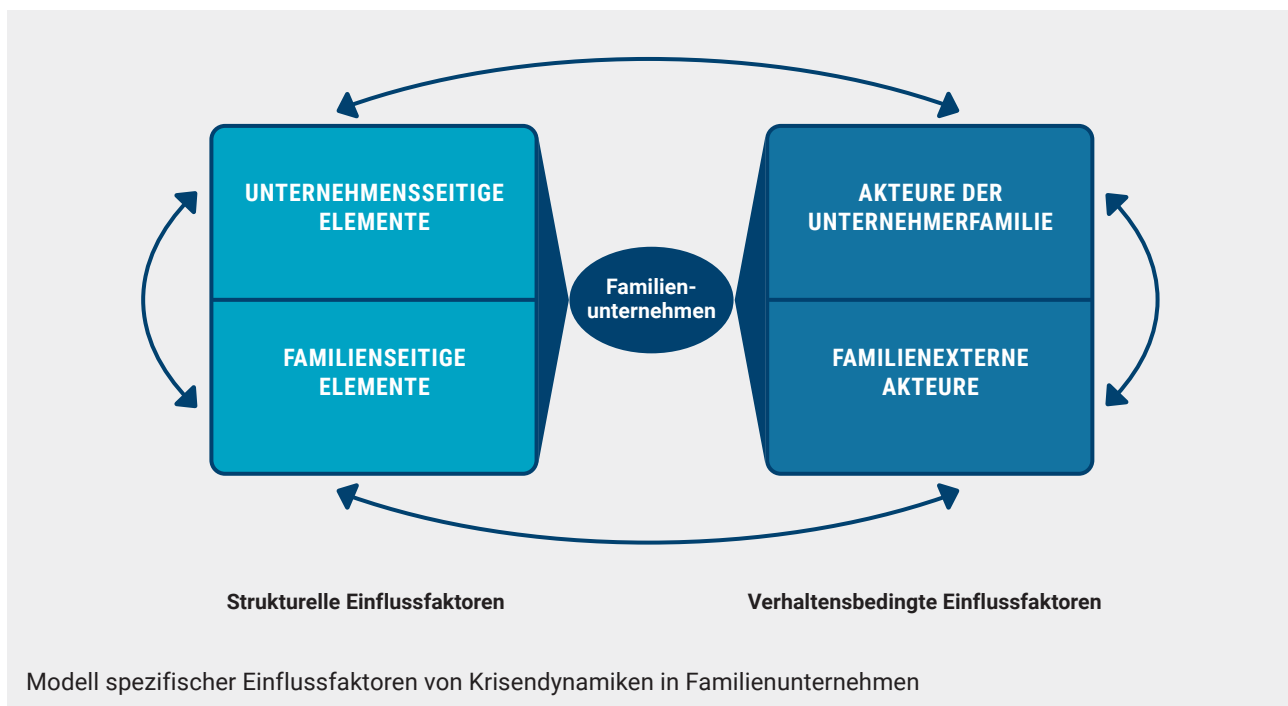 UNTERNEHMENSSEITIGE
ELEMENTE
FAMILIENSEITIGE
ELEMENTE
Familien-
unternehmen
AKTEURE DER
UNTERNEHMERFAMILIE
FAMILIENEXTERNE
AKTEURE
Strukturelle Einflussfaktoren
Verhaltensbedingte Einflussfaktoren
Modell spezifischer Einflussfaktoren von Krisendynamiken in Familienunternehmen